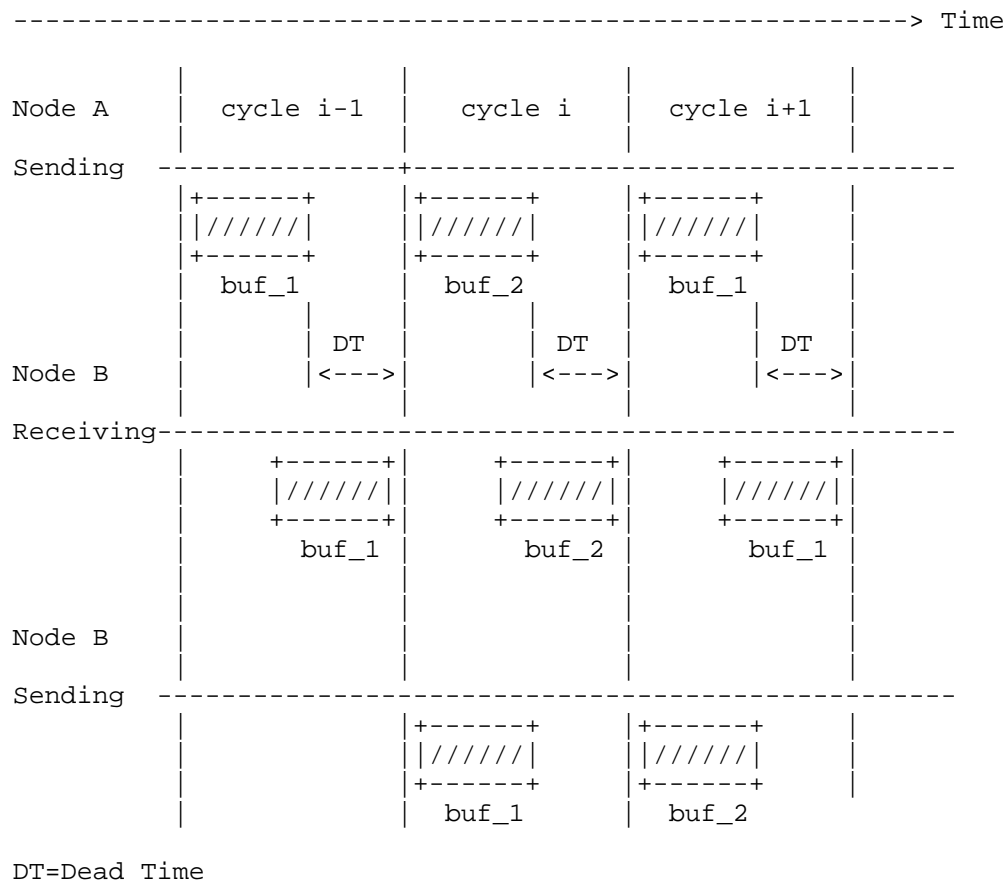 Time
Node A cycle i-1 cycle i cycle i+1
Sending
buf_1 buf_2 buf_1
DT DT DT
Node B
Receiving
buf_1 buf_2 buf_1
Node B
Sending
buf_1 buf_2
DT=Dead Time